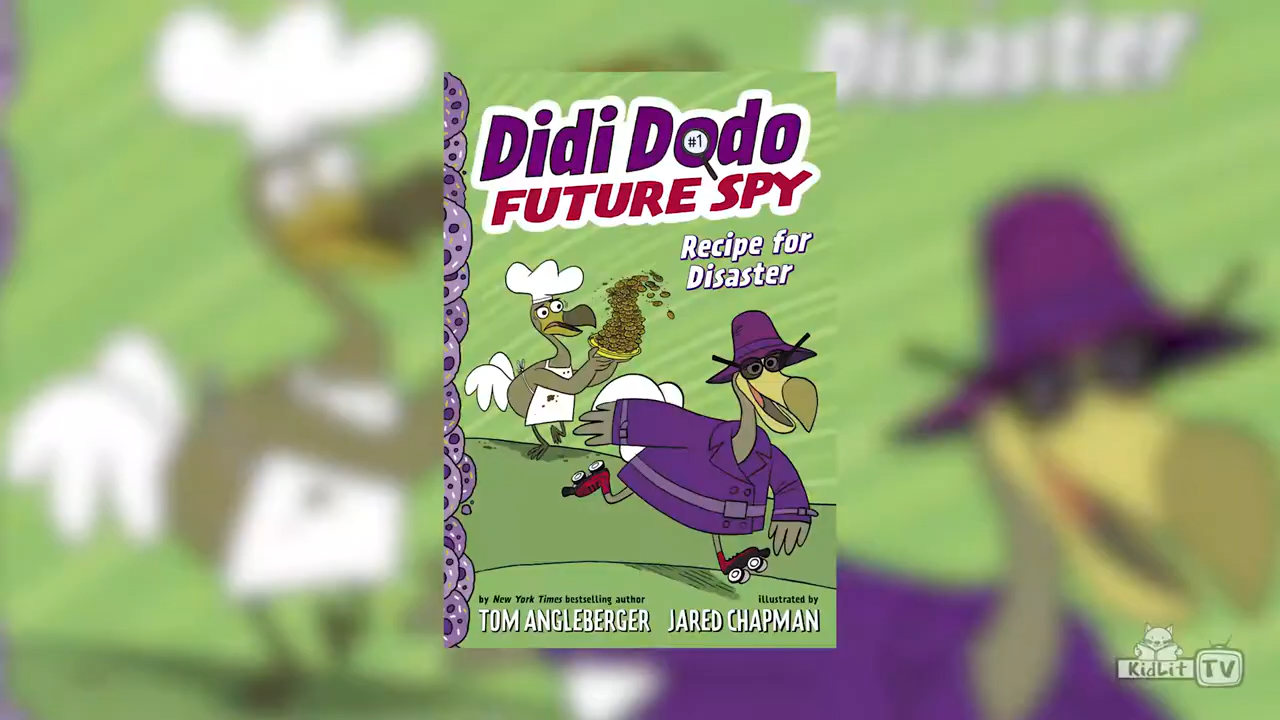 Disaster
Didi Dodo
#1
FUTURE SPY
Recipe for
Disaster
by New York Times bestselling author
TOM ANGLEBERGER
illustrated by
JARED CHAPMAN
KidLit TV